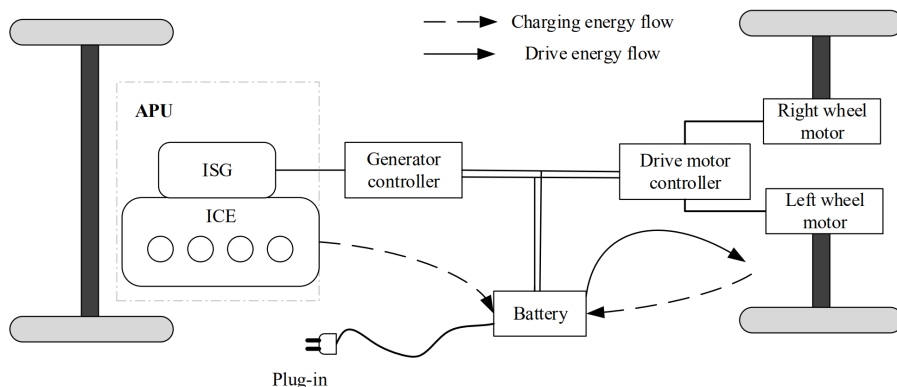 Charging energy flow
Drive energy flow
APU
ISG
ICE
Generator
controller
Drive motor
controller
Right wheel
motor
Left wheel
motor
Battery
Plug-in